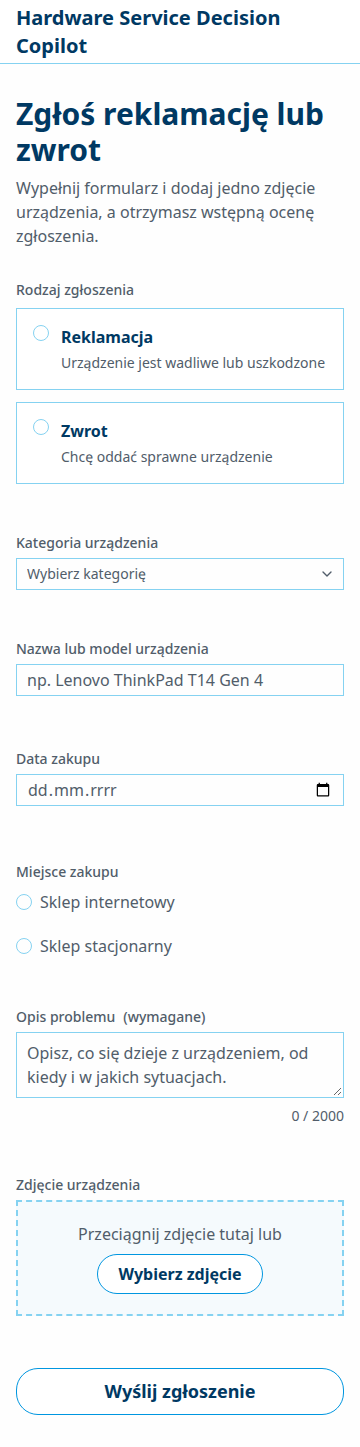 Hardware Service Decision
Copilot
Zgłoś reklamację lub
zwrot
Wypełnij formularz i dodaj jedno zdjęcie
urządzenia, a otrzymasz wstępną ocenę
zgłoszenia.
Rodzaj zgłoszenia
Reklamacja
Urządzenie jest wadliwe lub uszkodzone
Zwrot
Chcę oddać sprawne urządzenie
Kategoria urządzenia
Wybierz kategorię
Nazwa lub model urządzenia
np. Lenovo ThinkPad T14 Gen 4
Data zakupu
dd.mm.rrrr
Miejsce zakupu
Sklep internetowy
Sklep stacjonarny
Opis problemu (wymagane)
Opisz, co się dzieje z urządzeniem, od
kiedy i w jakich sytuacjach.
0 / 2000
Zdjęcie urządzenia
Przeciągnij zdjęcie tutaj lub
Wybierz zdjęcie
Wyślij zgłoszenie